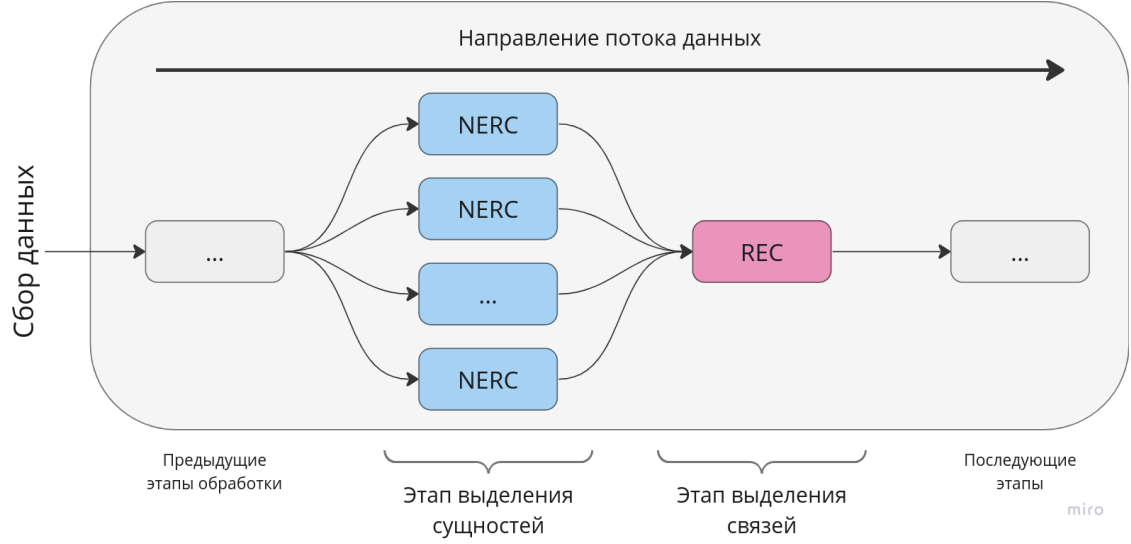 Направление потока данных
Сбор данных
...
NERC
NERC
...
NERC
REC
...
Предыдущие
этапы обработки
Этап выделения
сущностей
Этап выделения
связей
Последующие
этапы
miro